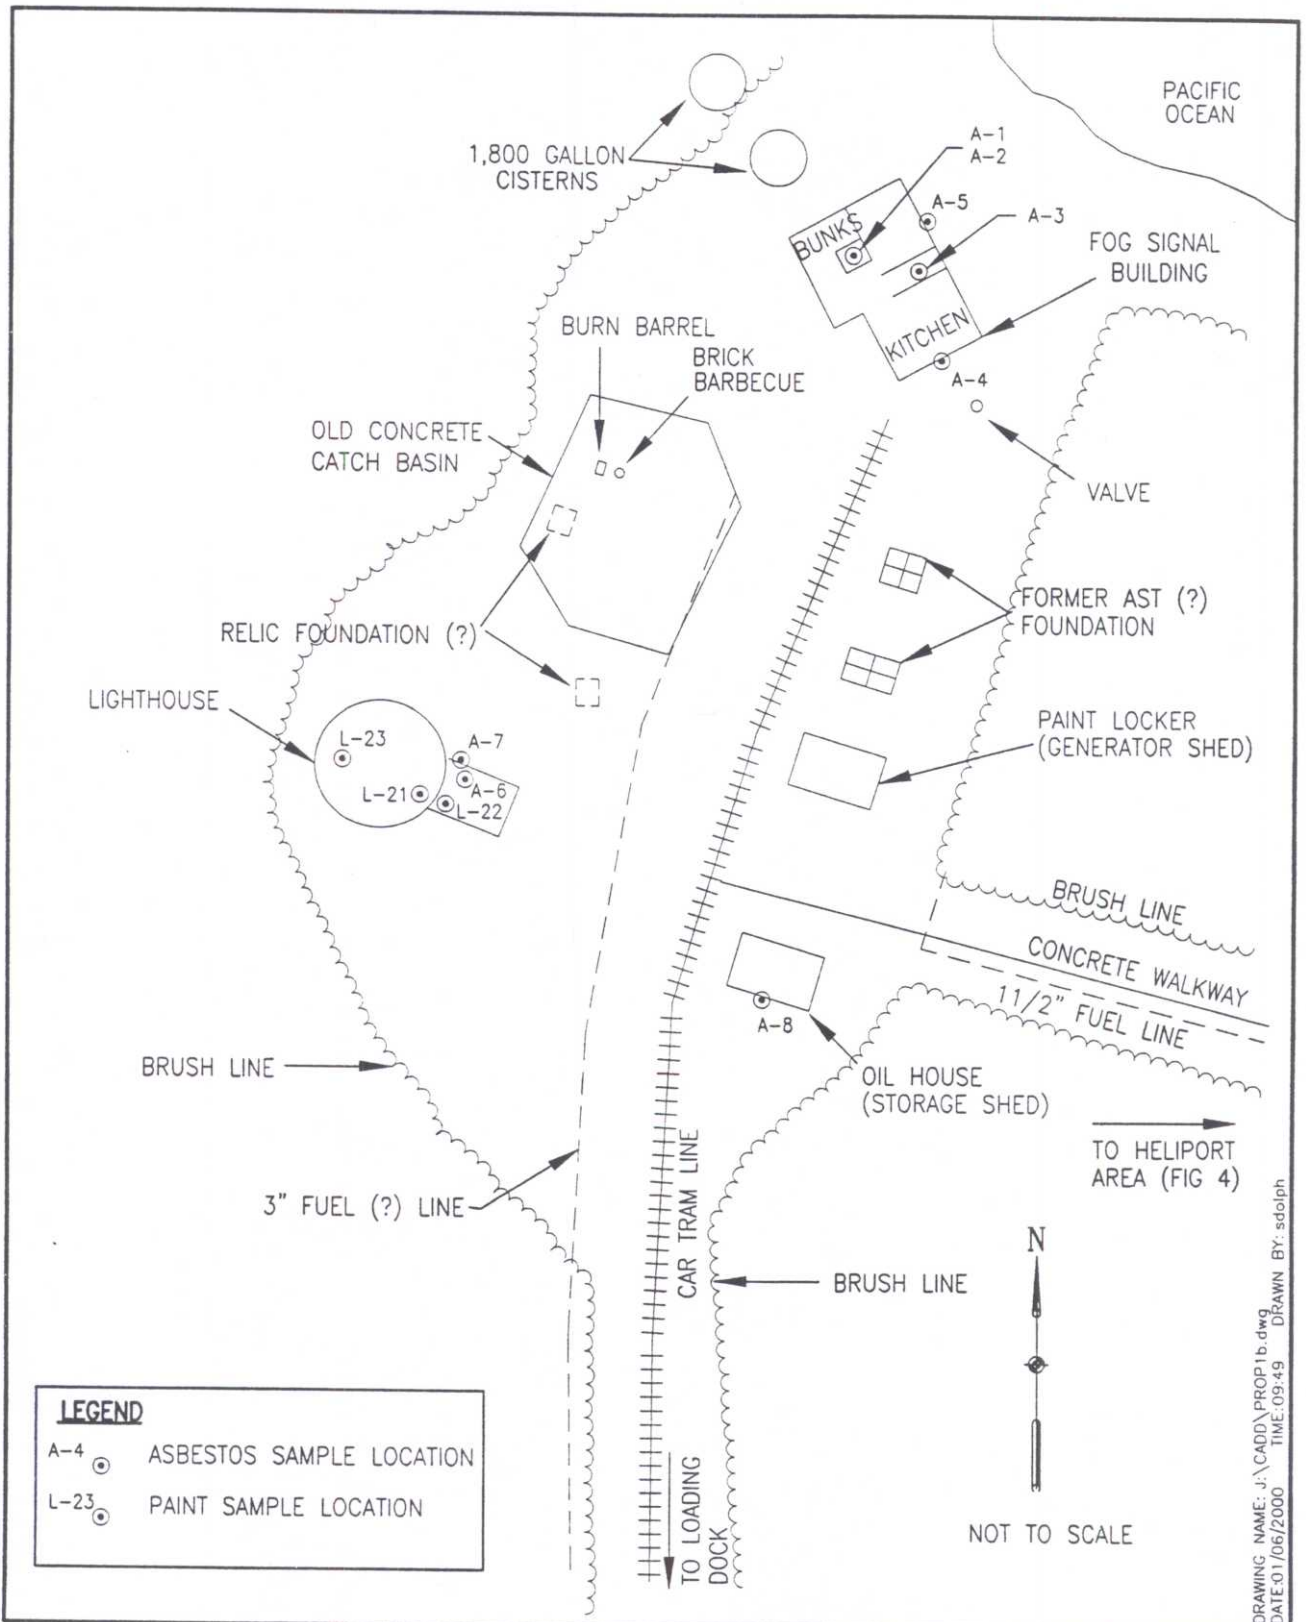 PACIFIC
OCEAN
1,800 GALLON
CISTERNS
A-1
A-2
A-5
A-3
BUNKS
FOG SIGNAL
BUILDING
KITCHEN
A-4
VALVE
BURN BARREL
BRICK
BARBECUE
OLD CONCRETE
CATCH BASIN
RELIC FOUNDATION (?)
FORMER AST (?)
FOUNDATION
LIGHTHOUSE
L-23
A-7
A-6
L-21
L-22
PAINT LOCKER
(GENERATOR SHED)
BRUSH LINE
CONCRETE WALKWAY
11/2" FUEL LINE
A-8
OIL HOUSE
(STORAGE SHED)
BRUSH LINE
TO HELIPORT
AREA (FIG 4)
3" FUEL (?) LINE
CAR TRAM LINE
BRUSH LINE
N
NOT TO SCALE
TO LOADING
DOCK
LEGEND
A-4 ASBESTOS SAMPLE LOCATION
L-23 PAINT SAMPLE LOCATION
DRAWING NAME: J:\CADD\PROP1b.dwg
DATE:01/06/2000 TIME:09:49 DRAWN BY: sdolph